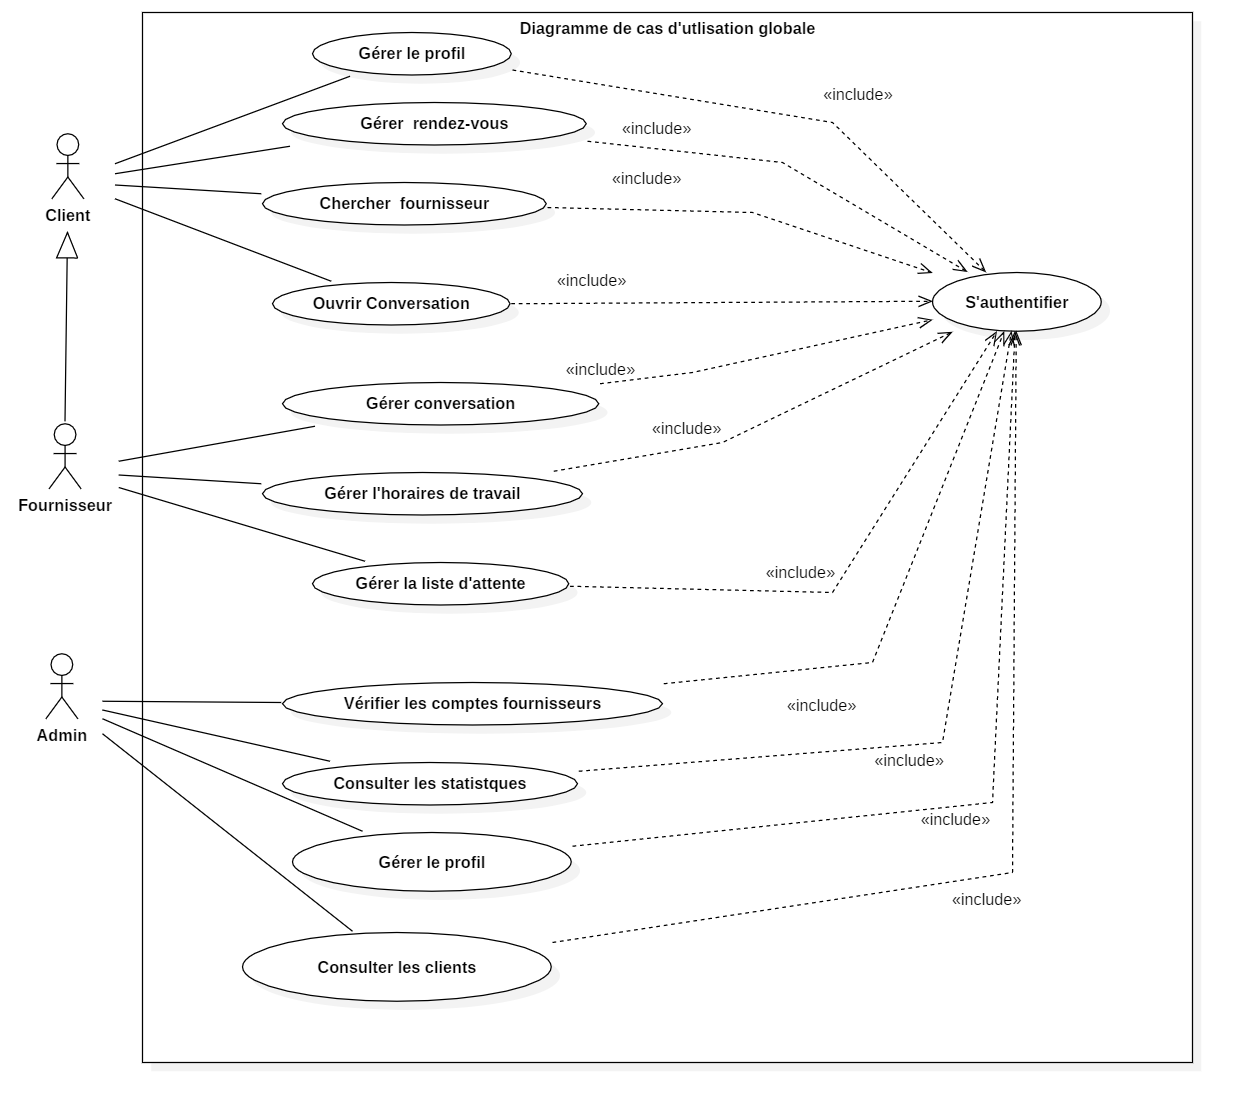 Diagramme de cas d'utlisation globale
Gérer le profil
«include»
Gérer  rendez-vous
«include»
«include»
Chercher  fournisseur
Client
«include»
Ouvrir Conversation
S'authentifier
«include»
Gérer conversation
«include»
Gérer l'horaires de travail
Fournisseur
«include»
Gérer la liste d'attente
Vérifier les comptes fournisseurs
«include»
Admin
«include»
Consulter les statistques
«include»
Gérer le profil
«include»
Consulter les clients